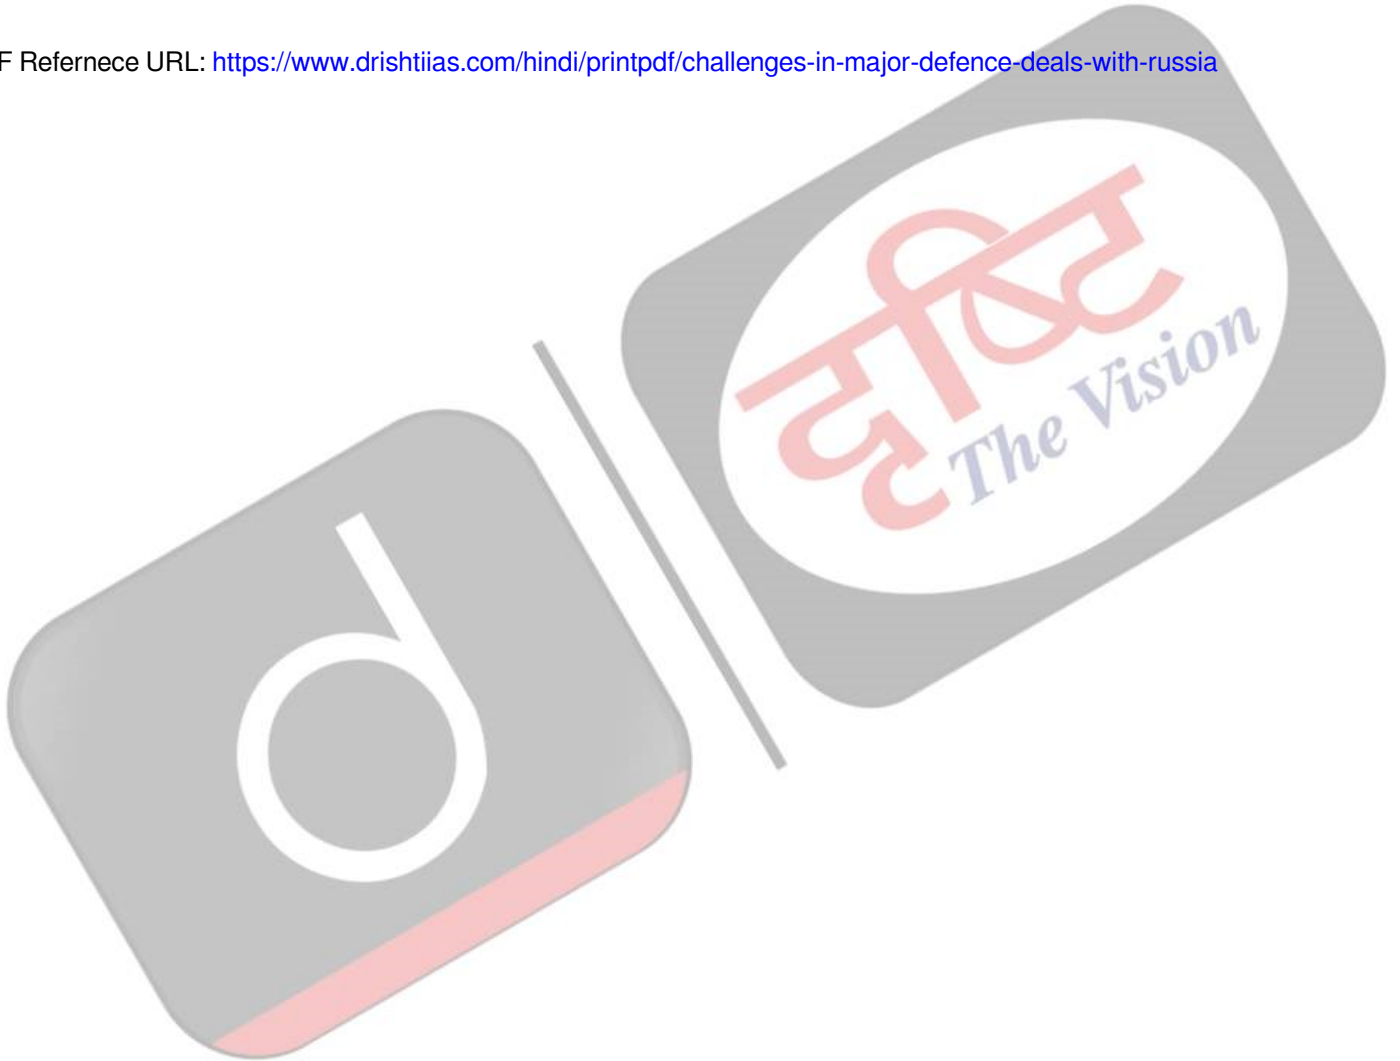 F Refernece URL: https://www.drishtiias.com/hindi/printpdf/challenges-in-major-defence-deals-with-russia
दृष्टि
The Vision
d